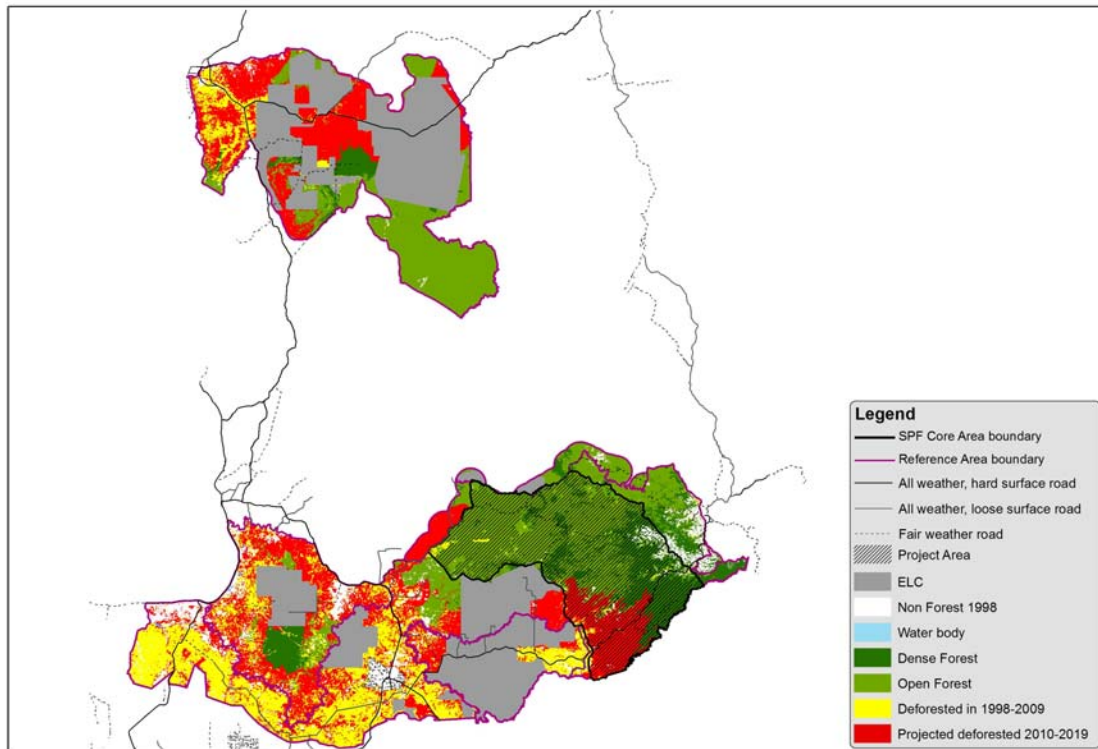 Legend
SPF Core Area boundary
Reference Area boundary
All weather, hard surface road
All weather, loose surface road
Fair weather road
Project Area
ELC
Non Forest 1998
Water body
Dense Forest
Open Forest
Deforested in 1998-2009
Projected deforested 2010-2019